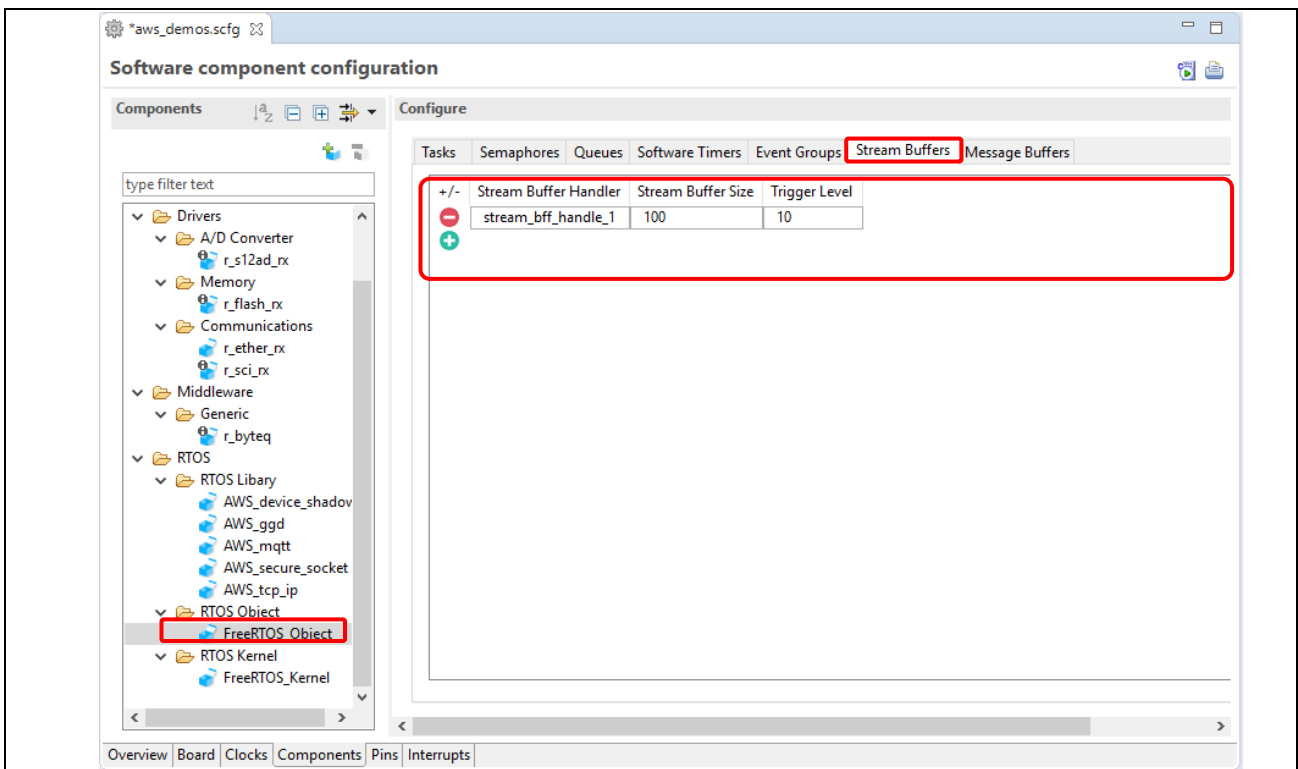 *aws_demos.scfg
Software component configuration
Components
Configure
type filter text
Drivers
A/D Converter
r_s12ad_rx
Memory
r_flash_rx
Communications
r_ether_rx
r_sci_rx
Middleware
Generic
r_byteq
RTOS
RTOS Libary
AWS_device_shadov
AWS_ggd
AWS_mqtt
AWS_secure_socket
AWS_tcp_ip
RTOS Object
FreeRTOS_Object
RTOS Kernel
FreeRTOS_Kernel
Tasks Semaphores Queues Software Timers Event Groups Stream Buffers Message Buffers
+/- Stream Buffer Handler Stream Buffer Size Trigger Level
stream_bff_handle_1 100 10
Overview Board Clocks Components Pins Interrupts